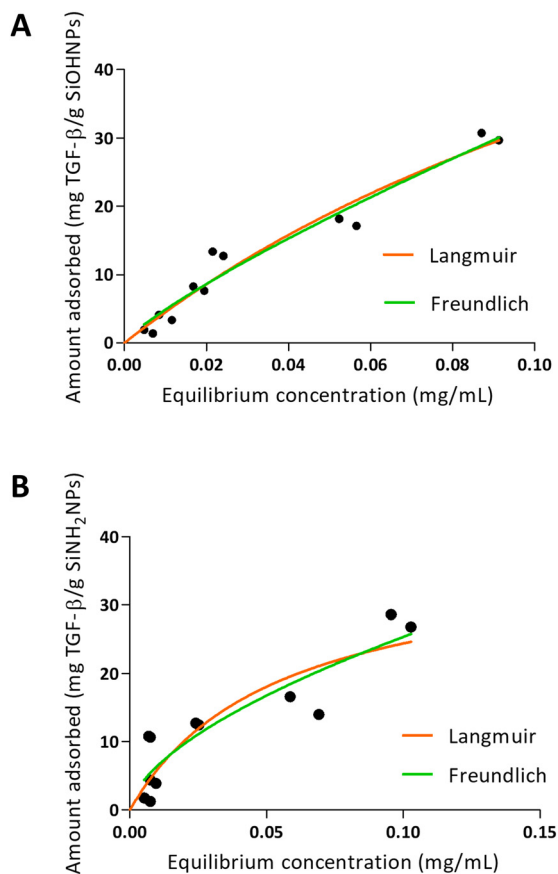 A
Amount adsorbed (mg TGF-β/g SiOHNPs)
40
30
20
10
0
0.00 0.02 0.04 0.06 0.08 0.10
Equilibrium concentration (mg/mL)
Langmuir
Freundlich
B
Amount adsorbed (mg TGF-β/g SiNH₂NPs)
40
30
20
10
0
0.00 0.05 0.10 0.15
Equilibrium concentration (mg/mL)
Langmuir
Freundlich